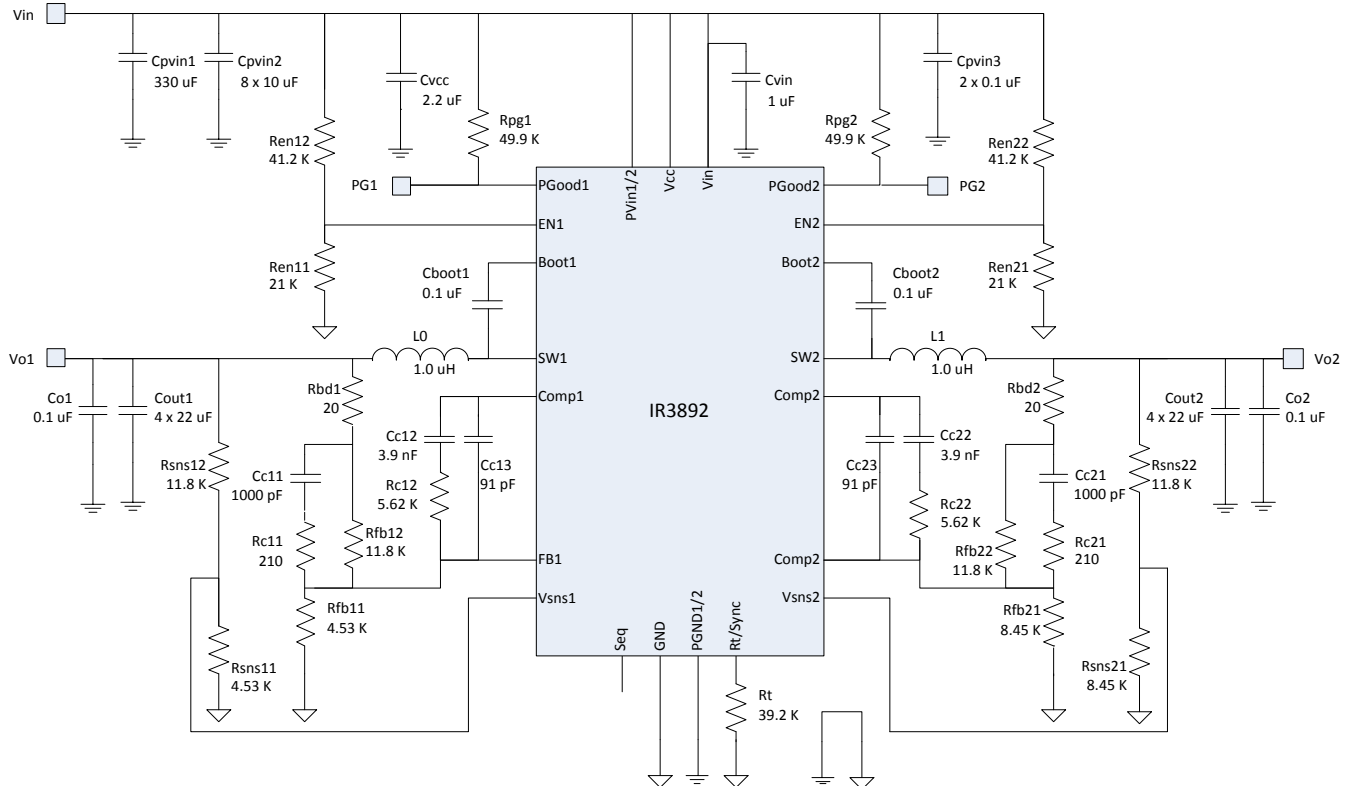 Vin
Cpvin1
330 uF
Cpvin2
8 x 10 uF
Cvcc
2.2 uF
Cvin
1 uF
Cpvin3
2 x 0.1 uF
Ren12
41.2 K
Rpg1
49.9 K
Rpg2
49.9 K
Ren22
41.2 K
PG1
PGood1
PVin1/2
Vcc
Vin
PGood2
PG2
EN1
EN2
Ren11
21 K
Cboot1
0.1 uF
Boot1
Boot2
Cboot2
0.1 uF
Ren21
21 K
Vo1
L0
1.0 uH
SW1
SW2
L1
1.0 uH
Vo2
Co1
0.1 uF
Cout1
4 x 22 uF
Rbd1
20
Comp1
IR3892
Comp2
Rbd2
20
Cout2
4 x 22 uF
Co2
0.1 uF
Rsns12
11.8 K
Cc11
1000 pF
Cc12
3.9 nF
Cc13
91 pF
Rc12
5.62 K
Cc23
91 pF
Cc22
3.9 nF
Rc22
5.62 K
Cc21
1000 pF
Rsns22
11.8 K
Rc11
210
Rfb12
11.8 K
FB1
Comp2
Rfb22
11.8 K
Rc21
210
Vsns1
Vsns2
Rfb11
4.53 K
Rfb21
8.45 K
Rsns11
4.53 K
Seq
GND
PGND1/2
Rt/Sync
Rsns21
8.45 K
Rt
39.2 K